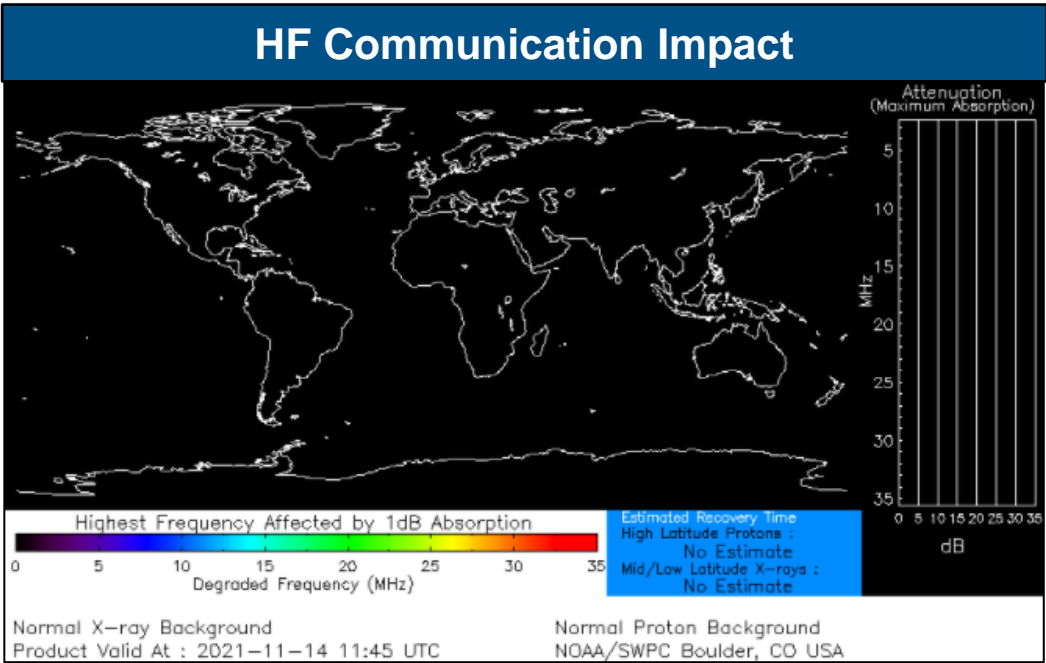 HF Communication Impact
Attenuation
(Maximum Absorption)
5
10
15
20
25
30
35
MHz
0 5 10 15 20 25 30 35
dB
Highest Frequency Affected by 1dB Absorption
0 5 10 15 20 25 30 35
Degraded Frequency (MHz)
Estimated Recovery Time
High Latitude Protons :
No Estimate
Mid/Low Latitude X-rays :
No Estimate
Normal X-ray Background
Product Valid At : 2021-11-14 11:45 UTC
Normal Proton Background
NOAA/SWPC Boulder, CO USA